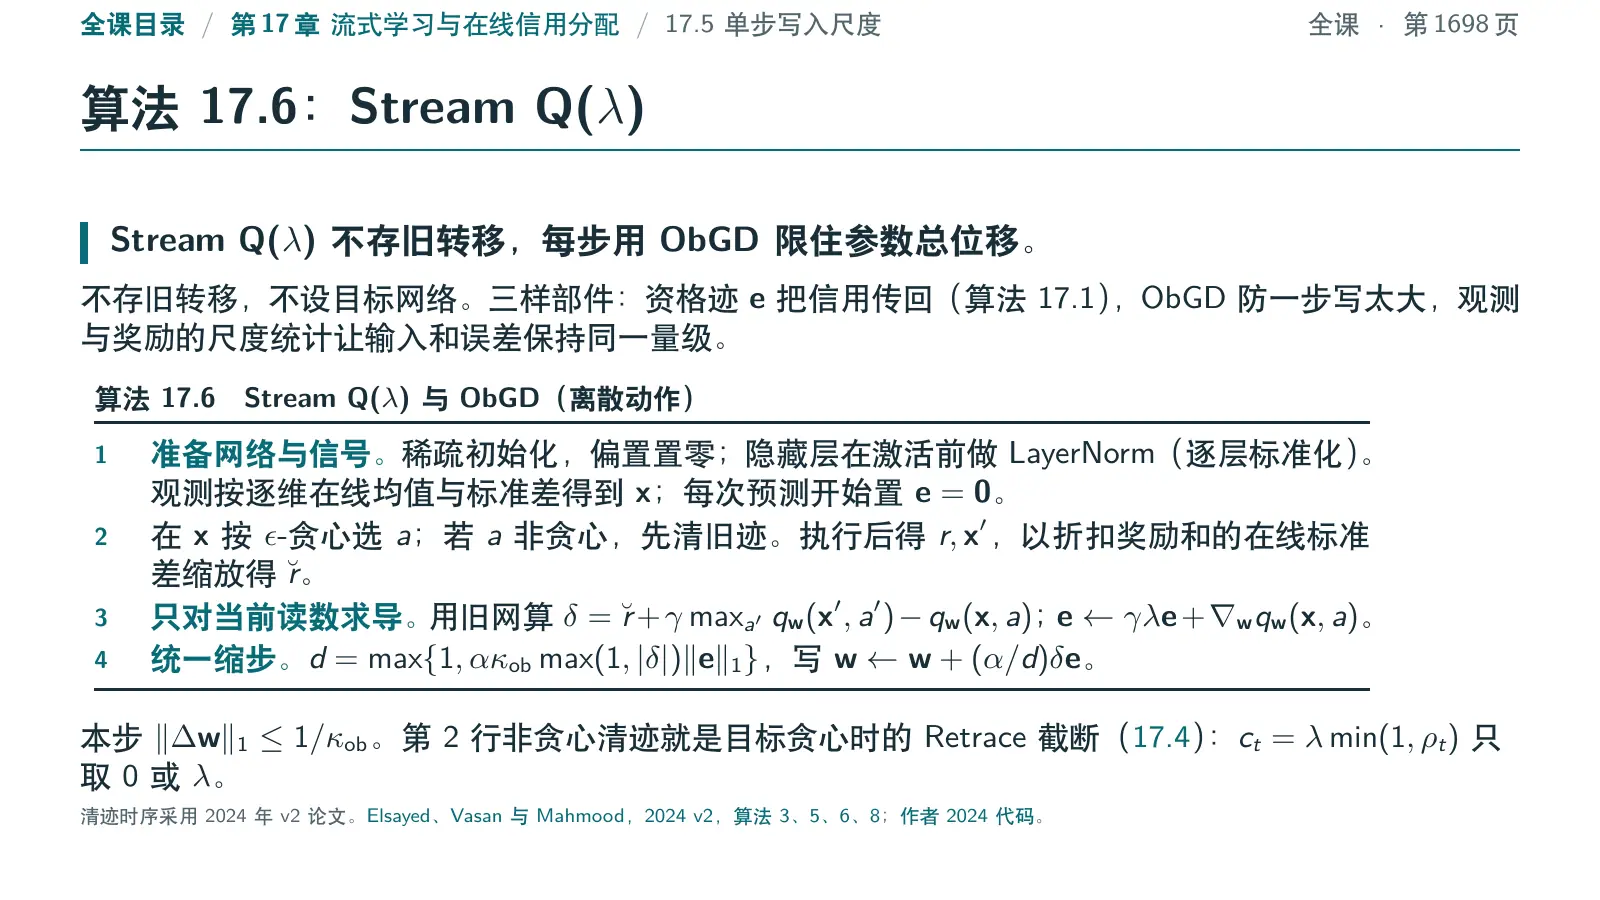 全课目录 / 第17章 流式学习与在线信用分配 / 17.5 单步写入尺度
全课 · 第1698页
算法 17.6：Stream Q(λ)
Stream Q(λ) 不存旧转移，每步用 ObGD 限住参数总位移。
不存旧转移，不设目标网络。三样部件：资格迹 e 把信用传回（算法 17.1），ObGD 防一步写太大，观测
与奖励的尺度统计让输入和误差保持同一量级。
算法 17.6 Stream Q(λ) 与 ObGD（离散动作）
1 准备网络与信号。稀疏初始化，偏置置零；隐藏层在激活前做 LayerNorm（逐层标准化）。
观测按逐维在线均值与标准差得到 x；每次预测开始置 e = 0。
2 在 x 按 ϵ-贪心选 a；若 a 非贪心，先清旧迹。执行后得 r, x′，以折扣奖励和的在线标准
差缩放得 r̆。
3 只对当前读数求导。用旧网算 δ = r̆ + γ max_{a′} q_w(x′, a′) − q_w(x, a)；e ← γλe + ∇_w q_w(x, a)。
4 统一缩步。d = max{1, ακ_ob max(1, |δ|)‖e‖₁}，写 w ← w + (α/d)δe。
本步 ‖Δw‖₁ ≤ 1/κ_ob。第 2 行非贪心清迹就是目标贪心时的 Retrace 截断（17.4）：c_t = λ min(1, ρ_t) 只
取 0 或 λ。
清迹时序采用 2024 年 v2 论文。Elsayed、Vasan 与 Mahmood，2024 v2，算法 3、5、6、8；作者 2024 代码。